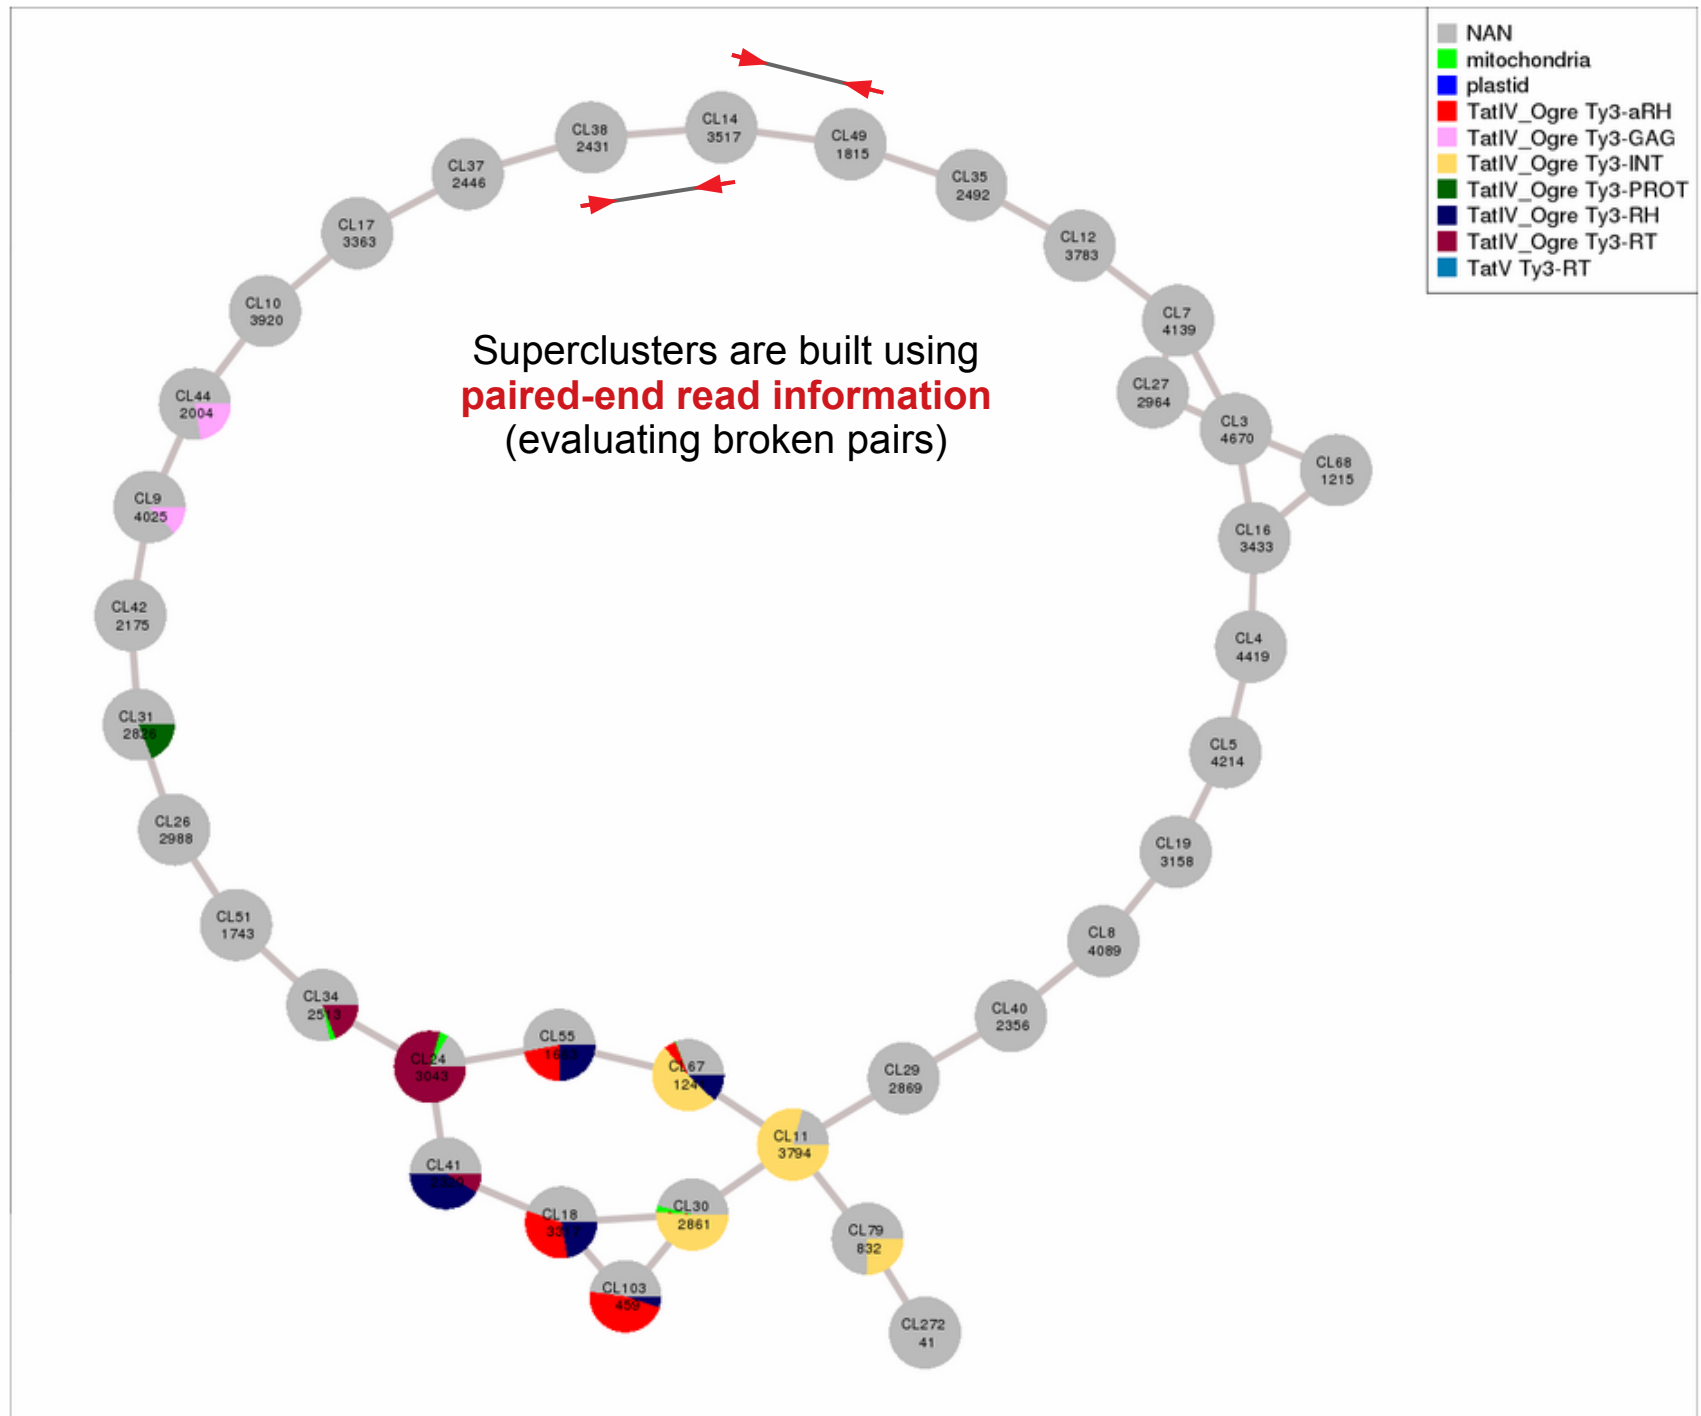 NAN
mitochondria
plastid
TatIV_Ogre Ty3-aRH
TatIV_Ogre Ty3-GAG
TatIV_Ogre Ty3-INT
TatIV_Ogre Ty3-PROT
TatIV_Ogre Ty3-RH
TatIV_Ogre Ty3-RT
TatV Ty3-RT
CL14
3517
CL38
2431
CL49
1815
CL37
2446
CL35
2492
CL17
3363
CL12
3783
CL10
3920
CL7
4139
Superclusters are built using
paired-end read information
(evaluating broken pairs)
CL44
2004
CL27
2964
CL3
4670
CL68
1215
CL9
4025
CL16
3433
CL42
2175
CL4
4419
CL31
2826
CL5
4214
CL26
2988
CL19
3158
CL51
1743
CL8
4089
CL34
2513
CL40
2356
CL24
3043
CL55
CL67
CL29
2869
CL11
3794
CL41
CL18
CL30
2861
CL79
832
CL103
459
CL272
41